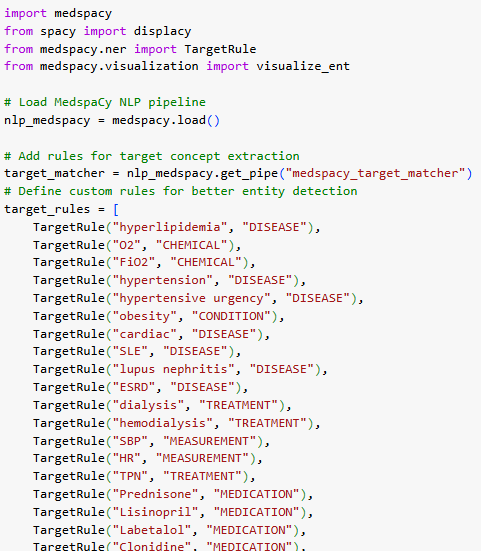 import medspacy
from spacy import displacy
from medspacy.ner import TargetRule
from medspacy.visualization import visualize_ent

# Load MedspaCy NLP pipeline
nlp_medspacy = medspacy.load()

# Add rules for target concept extraction
target_matcher = nlp_medspacy.get_pipe("medspacy_target_matcher")
# Define custom rules for better entity detection
target_rules = [
    TargetRule("hyperlipidemia", "DISEASE"),
    TargetRule("O2", "CHEMICAL"),
    TargetRule("FiO2", "CHEMICAL"),
    TargetRule("hypertension", "DISEASE"),
    TargetRule("hypertensive urgency", "DISEASE"),
    TargetRule("obesity", "CONDITION"),
    TargetRule("cardiac", "DISEASE"),
    TargetRule("SLE", "DISEASE"),
    TargetRule("lupus nephritis", "DISEASE"),
    TargetRule("ESRD", "DISEASE"),
    TargetRule("dialysis", "TREATMENT"),
    TargetRule("hemodialysis", "TREATMENT"),
    TargetRule("SBP", "MEASUREMENT"),
    TargetRule("HR", "MEASUREMENT"),
    TargetRule("TPN", "TREATMENT"),
    TargetRule("Prednisone", "MEDICATION"),
    TargetRule("Lisinopril", "MEDICATION"),
    TargetRule("Labetalol", "MEDICATION"),
    TargetRule("Clonidine", "MEDICATION"),